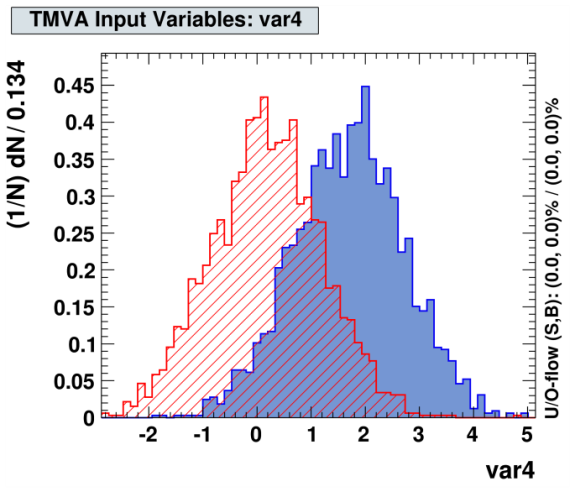 TMVA Input Variables: var4
(1/N) dN / 0.134
0.45
0.4
0.35
0.3
0.25
0.2
0.15
0.1
0.05
0
-2 -1 0 1 2 3 4 5
var4
U/O-flow (S,B): (0.0, 0.0)% / (0.0, 0.0)%